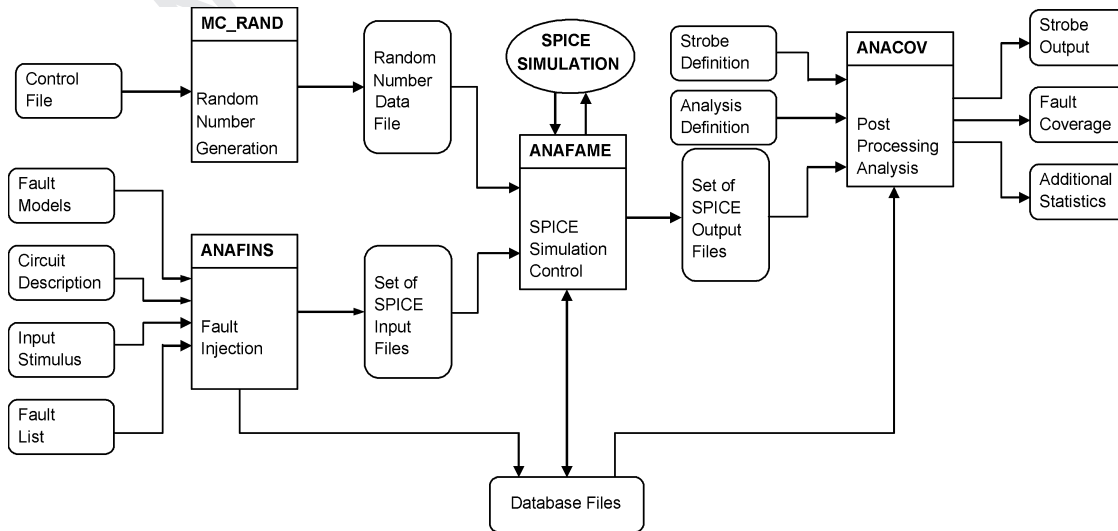 MC_RAND
Control
File
Random
Number
Generation
Random
Number
Data
File
SPICE
SIMULATION
Strobe
Definition
Analysis
Definition
ANACOV
Post
Processing
Analysis
Strobe
Output
Fault
Coverage
Additional
Statistics
ANAFAME
SPICE
Simulation
Control
Set of
SPICE
Output
Files
Fault
Models
Circuit
Description
Input
Stimulus
Fault
List
ANAFINS
Fault
Injection
Set of
SPICE
Input
Files
Database Files